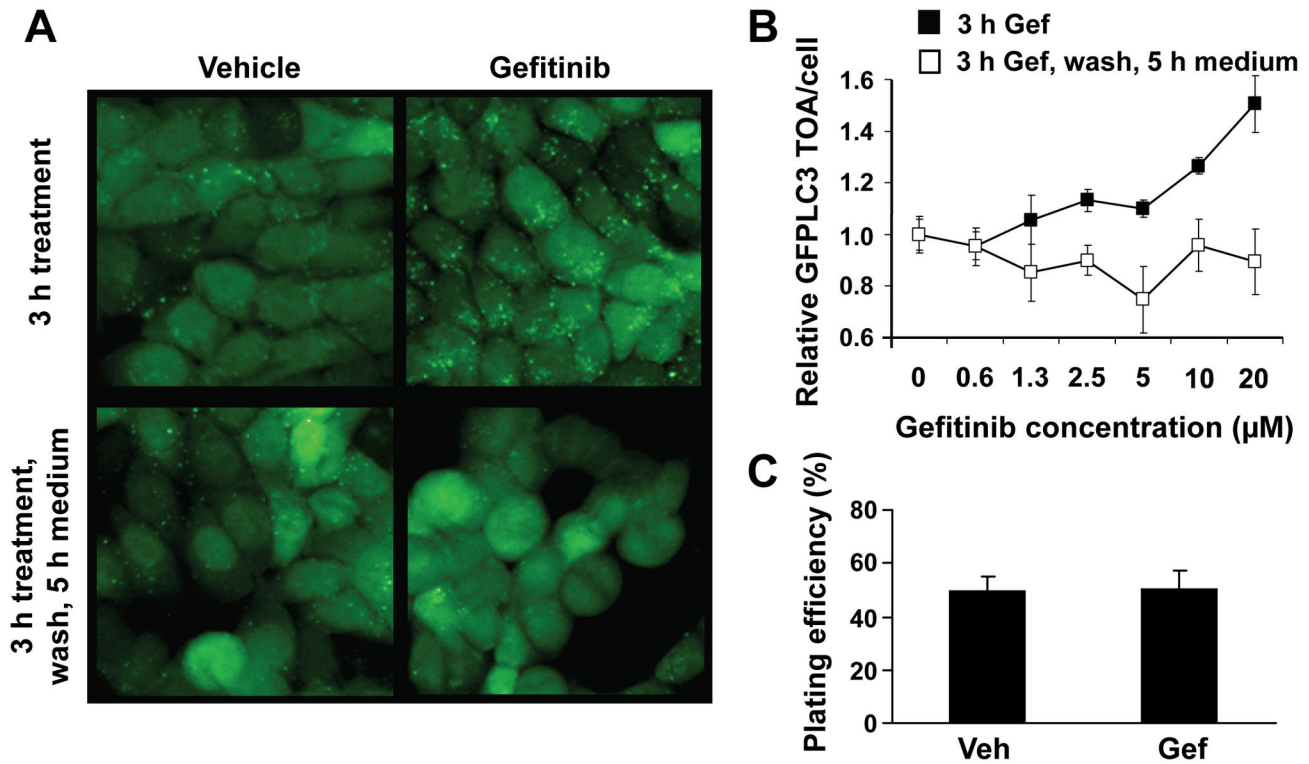 A
Vehicle
Gefitinib
3 h treatment
3 h treatment,
wash, 5 h medium
B
3 h Gef
3 h Gef, wash, 5 h medium
Relative GFPLC3 TOA/cell
1.6
1.4
1.2
1.0
0.8
0.6
0 0.6 1.3 2.5 5 10 20
Gefitinib concentration (µM)
C
Plating efficiency (%)
80
60
40
20
0
Veh Gef